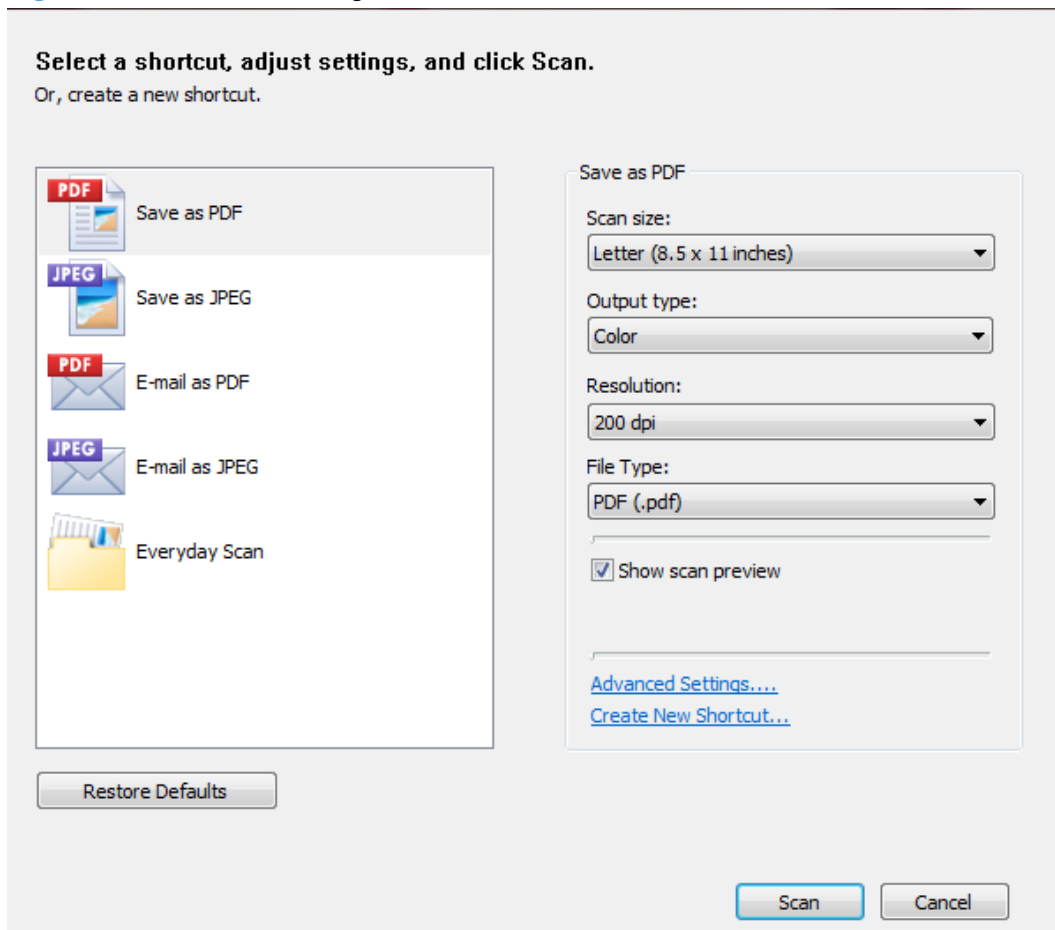 Select a shortcut, adjust settings, and click Scan.
Or, create a new shortcut.
PDF
Save as PDF
JPEG
Save as JPEG
PDF
E-mail as PDF
JPEG
E-mail as JPEG
Everyday Scan
Restore Defaults
Save as PDF
Scan size:
Letter (8.5 x 11 inches)
Output type:
Color
Resolution:
200 dpi
File Type:
PDF (.pdf)
Show scan preview
Advanced Settings....
Create New Shortcut...
Scan
Cancel